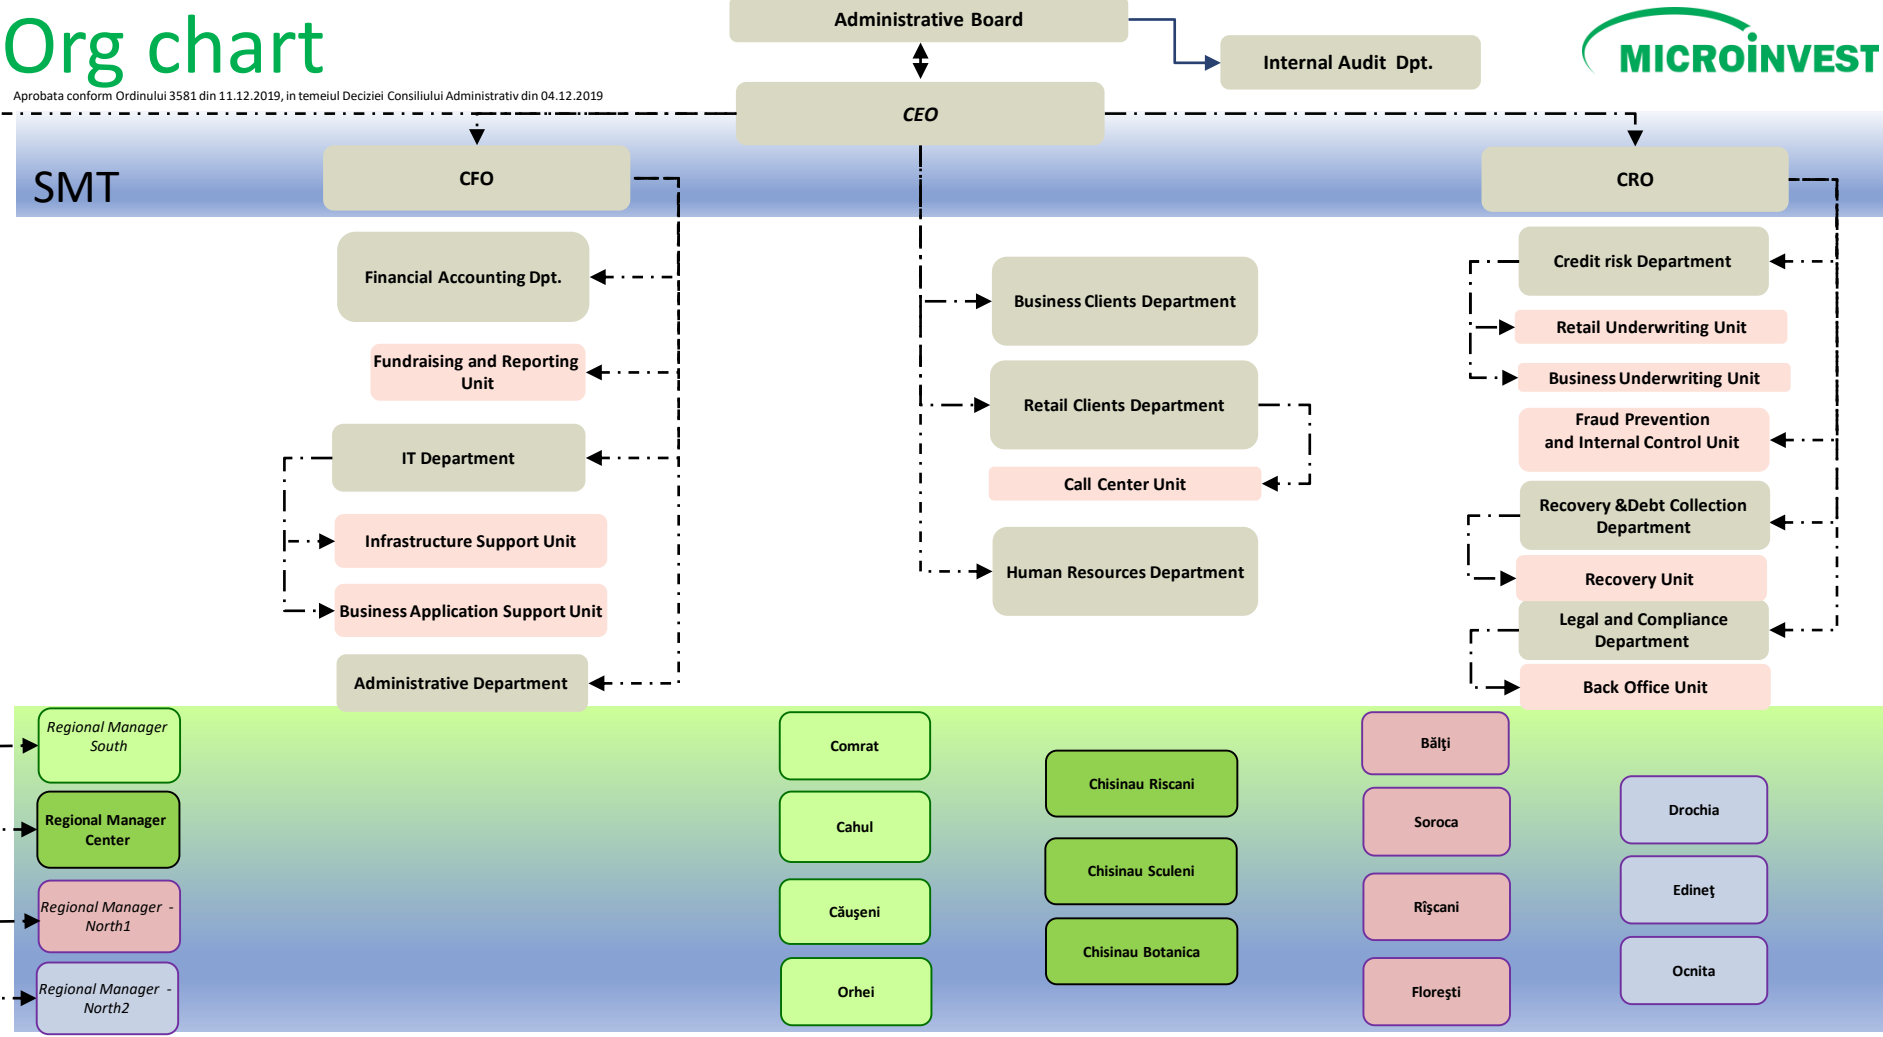 Org chart
Aprobata conform Ordinului 3581 din 11.12.2019, in temeiul Deciziei Consiliului Administrativ din 04.12.2019
Administrative Board
Internal Audit Dpt.
MICROİNVEST
CEO
SMT
CFO
CRO
Financial Accounting Dpt.
Fundraising and Reporting
Unit
IT Department
Infrastructure Support Unit
Business Application Support Unit
Administrative Department
Business Clients Department
Retail Clients Department
Call Center Unit
Human Resources Department
Credit risk Department
Retail Underwriting Unit
Business Underwriting Unit
Fraud Prevention
and Internal Control Unit
Recovery &Debt Collection
Department
Recovery Unit
Legal and Compliance
Department
Back Office Unit
Regional Manager
South
Regional Manager
Center
Regional Manager -
North1
Regional Manager -
North2
Comrat
Cahul
Căuşeni
Orhei
Chisinau Riscani
Chisinau Sculeni
Chisinau Botanica
Bălţi
Soroca
Rîşcani
Floreşti
Drochia
Edineţ
Ocnita